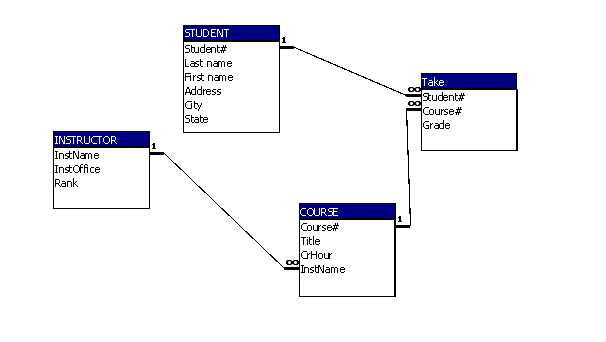 STUDENT
Student#
Last name
First name
Address
City
State
1
Take
∞
Student#
∞
Course#
Grade
INSTRUCTOR
InstName
InstOffice
Rank
1
COURSE
Course#
Title
CrHour
InstName
1
∞